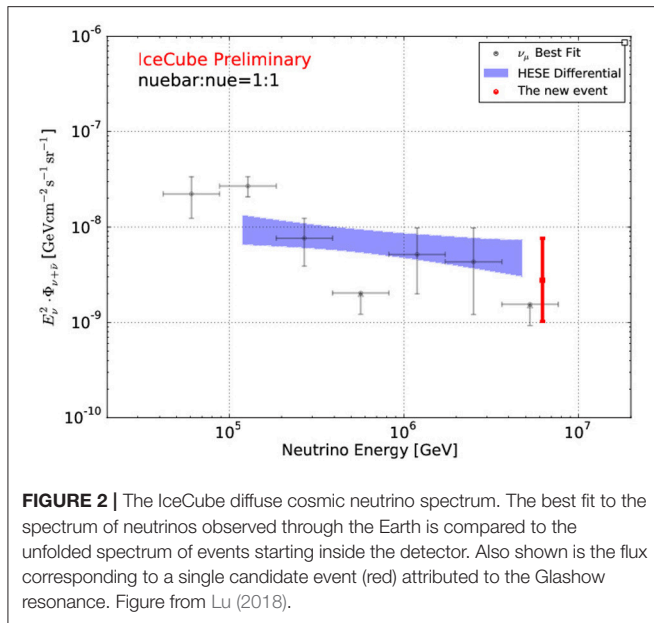 10^{-6}
IceCube Preliminary
nuebar:nue=1:1
ν_μ Best Fit
HESE Differential
The new event
10^{-7}
10^{-8}
10^{-9}
10^{-10}
E_ν^2 · Φ_{ν+ν̄} [GeVcm^{-2} s^{-1} sr^{-1}]
10^5
10^6
10^7
Neutrino Energy [GeV]
FIGURE 2 | The IceCube diffuse cosmic neutrino spectrum. The best fit to the
spectrum of neutrinos observed through the Earth is compared to the
unfolded spectrum of events starting inside the detector. Also shown is the flux
corresponding to a single candidate event (red) attributed to the Glashow
resonance. Figure from Lu (2018).